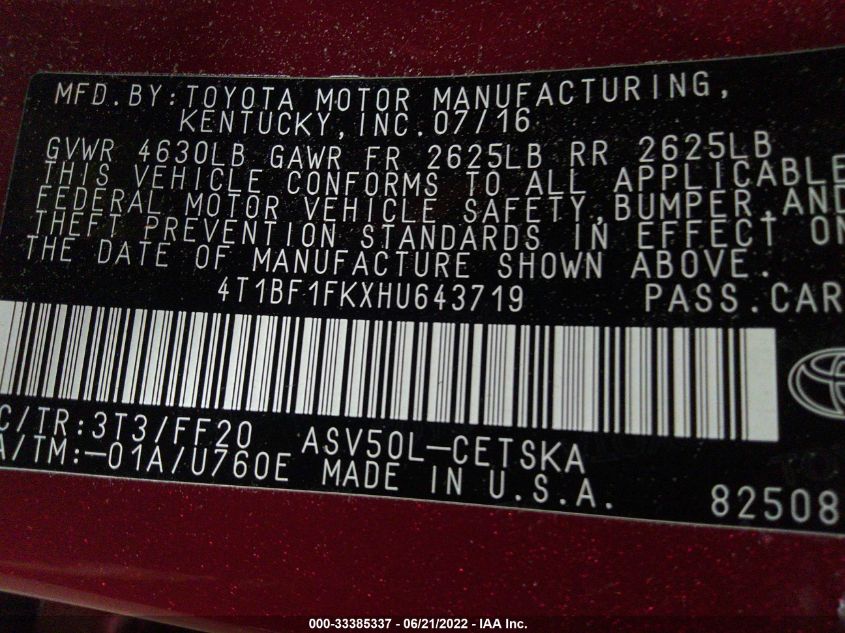 MFD.BY:TOYOTA MOTOR MANUFACTURING,
KENTUCKY,INC.07/16
GVWR 4630LB GAWR FR 2625LB RR 2625LB
THIS VEHICLE CONFORMS TO ALL APPLICABLE
FEDERAL MOTOR VEHICLE SAFETY,BUMPER,AND
THEFT PREVENTION STANDARDS IN EFFECT ON
THE DATE OF MANUFACTURE SHOWN ABOVE.
4T1BF1FKXHU643719 PASS.CAR
C/TR:3T3/FF20 ASV50L-CETSKA
A/TM:-01A/U760E MADE IN U.S.A.
82508
000-33385337 - 06/21/2022 - IAA Inc.